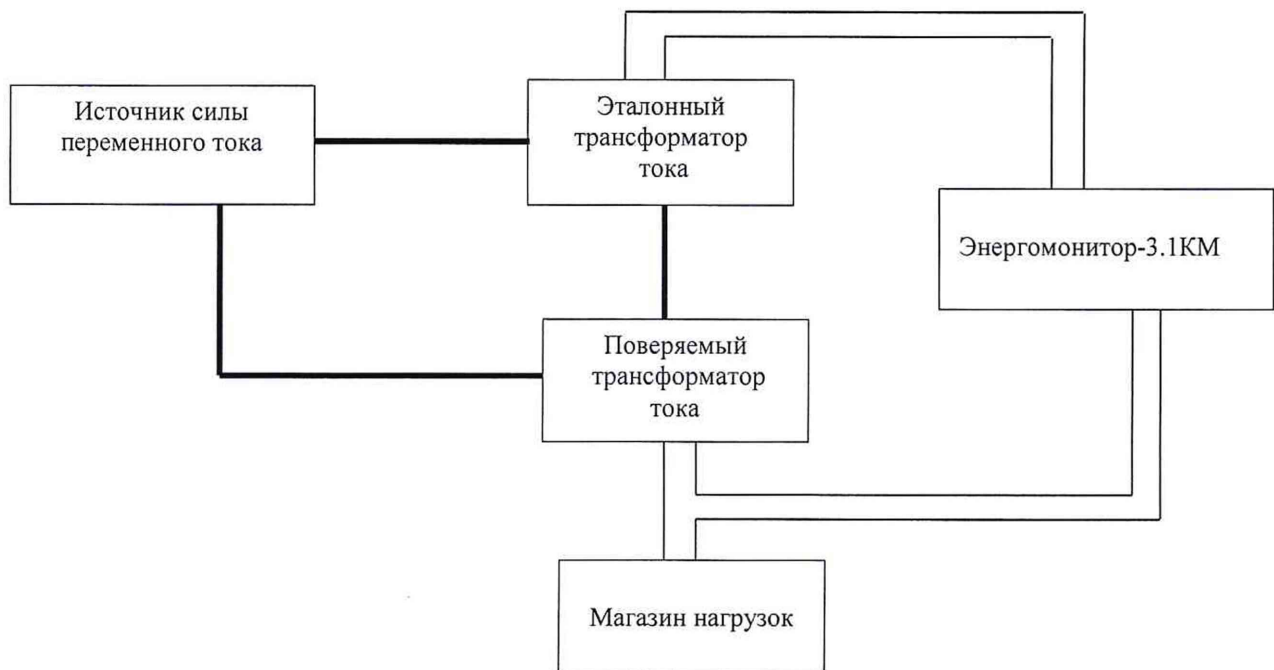 Источник силы
переменного тока
Эталонный
трансформатор
тока
Энергомонитор-3.1КМ
Поверяемый
трансформатор
тока
Магазин нагрузок